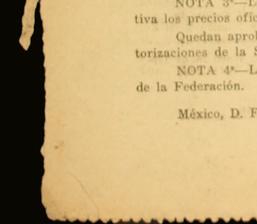 NOTA 3ª—L
tiva los precios ofic
Quedan aprob
torizaciones de la S
NOTA 4ª—L
de la Federación.
México, D. F